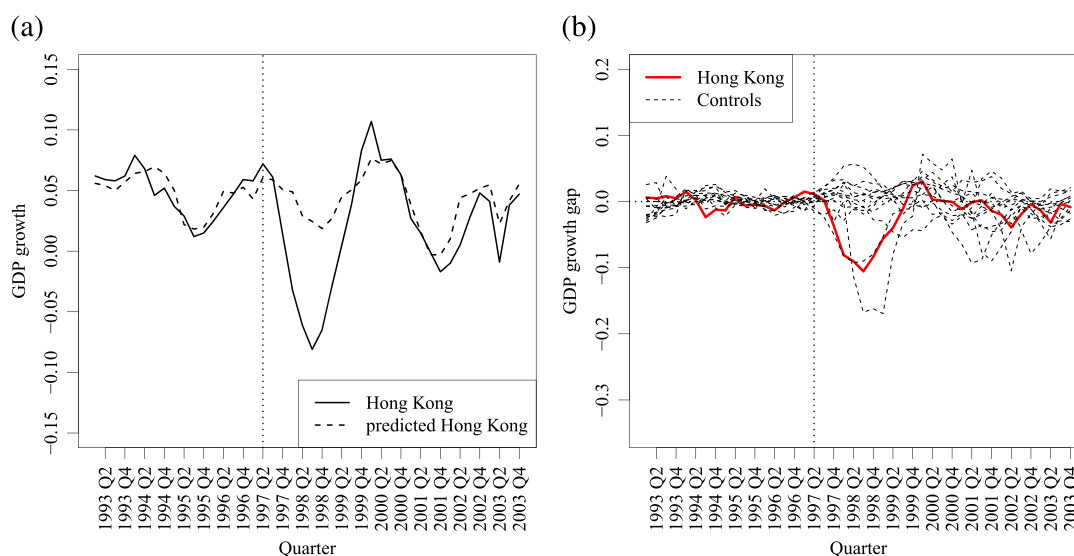 (a)
GDP growth
0.15
0.10
0.05
0.00
−0.05
−0.10
−0.15
Hong Kong
predicted Hong Kong
1993 Q2
1993 Q4
1994 Q2
1994 Q4
1995 Q2
1995 Q4
1996 Q2
1996 Q4
1997 Q2
1997 Q4
1998 Q2
1998 Q4
1999 Q2
1999 Q4
2000 Q2
2000 Q4
2001 Q2
2001 Q4
2002 Q2
2002 Q4
2003 Q2
2003 Q4
Quarter
(b)
GDP growth gap
0.2
0.1
0.0
−0.1
−0.2
−0.3
Hong Kong
Controls
1993 Q2
1993 Q4
1994 Q2
1994 Q4
1995 Q2
1995 Q4
1996 Q2
1996 Q4
1997 Q2
1997 Q4
1998 Q2
1998 Q4
1999 Q2
1999 Q4
2000 Q2
2000 Q4
2001 Q2
2001 Q4
2002 Q2
2002 Q4
2003 Q2
2003 Q4
Quarter